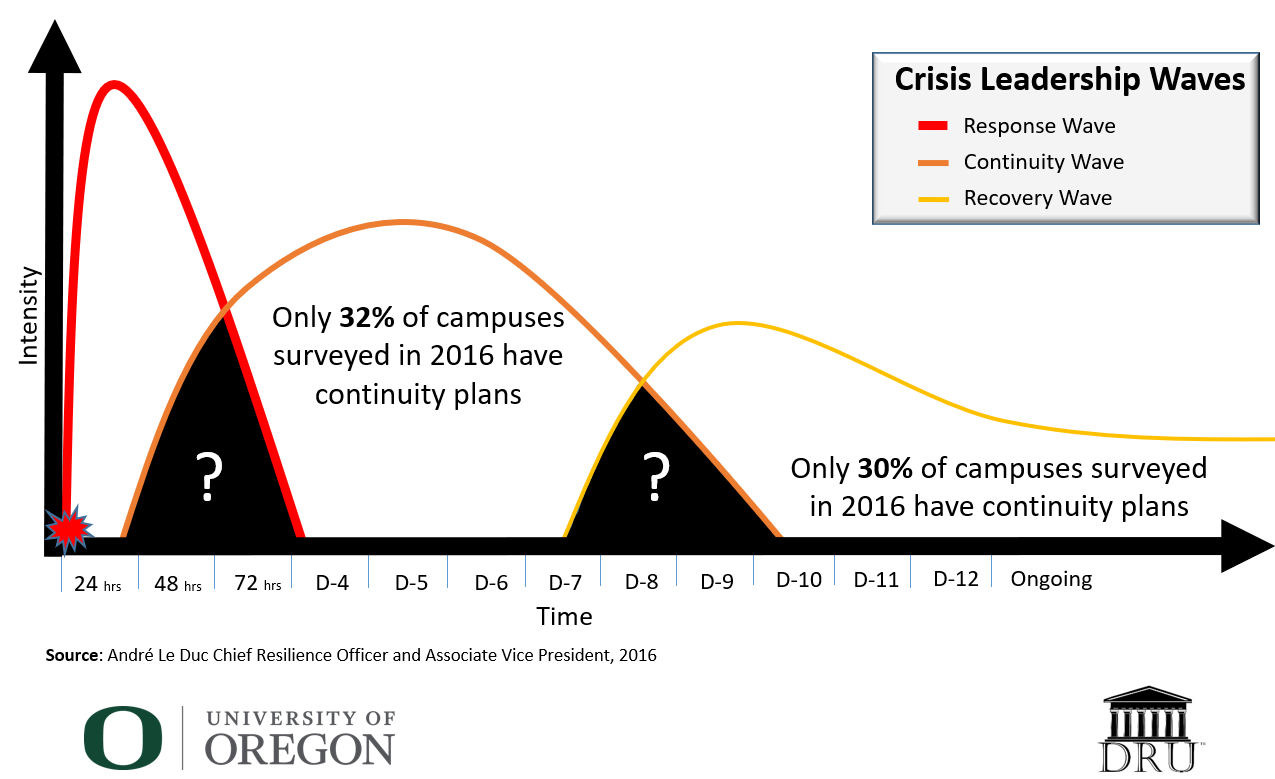 Crisis Leadership Waves
Response Wave
Continuity Wave
Recovery Wave
Intensity
Only 32% of campuses
surveyed in 2016 have
continuity plans
?
?
Only 30% of campuses surveyed
in 2016 have continuity plans
24 hrs 48 hrs 72 hrs D-4 D-5 D-6 D-7 D-8 D-9 D-10 D-11 D-12 Ongoing
Time
Source: André Le Duc Chief Resilience Officer and Associate Vice President, 2016
O
UNIVERSITY OF
OREGON
DRU™